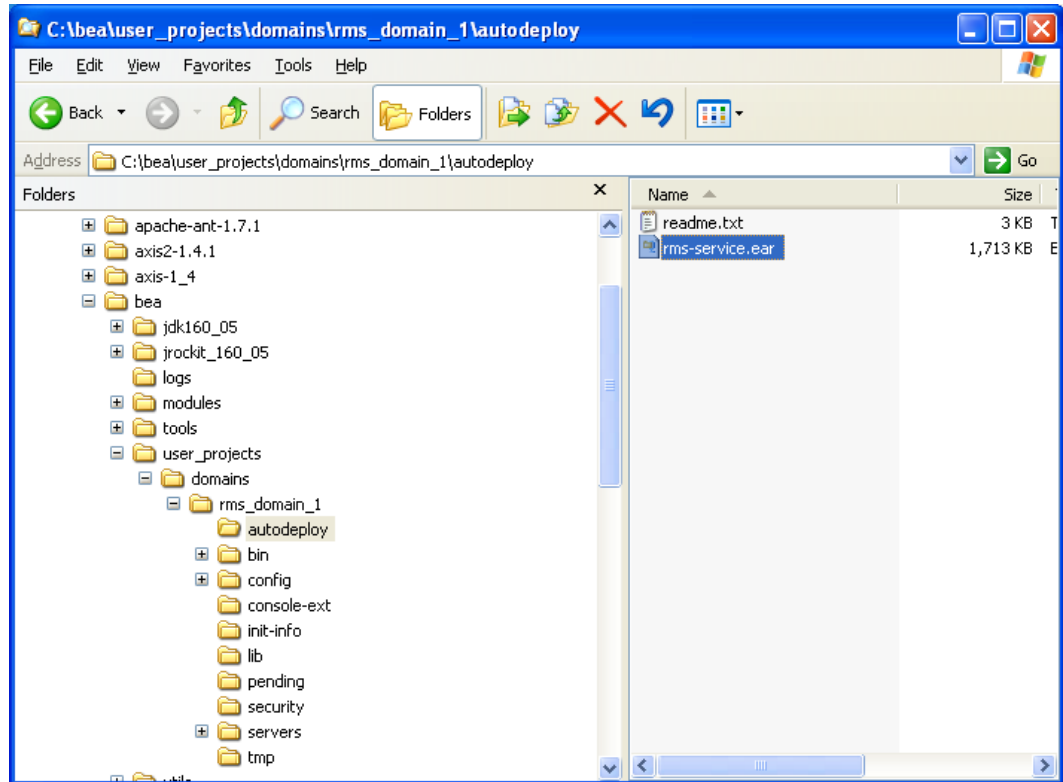 C:\bea\user_projects\domains\rms_domain_1\autodeploy
File Edit View Favorites Tools Help
Back Search Folders
Address C:\bea\user_projects\domains\rms_domain_1\autodeploy Go
Folders x Name Size
apache-ant-1.7.1
axis2-1.4.1
axis-1_4
bea
jdk160_05
jrockit_160_05
logs
modules
tools
user_projects
domains
rms_domain_1
autodeploy
bin
config
console-ext
init-info
lib
pending
security
servers
tmp
readme.txt 3 KB T
rms-service.ear 1,713 KB E